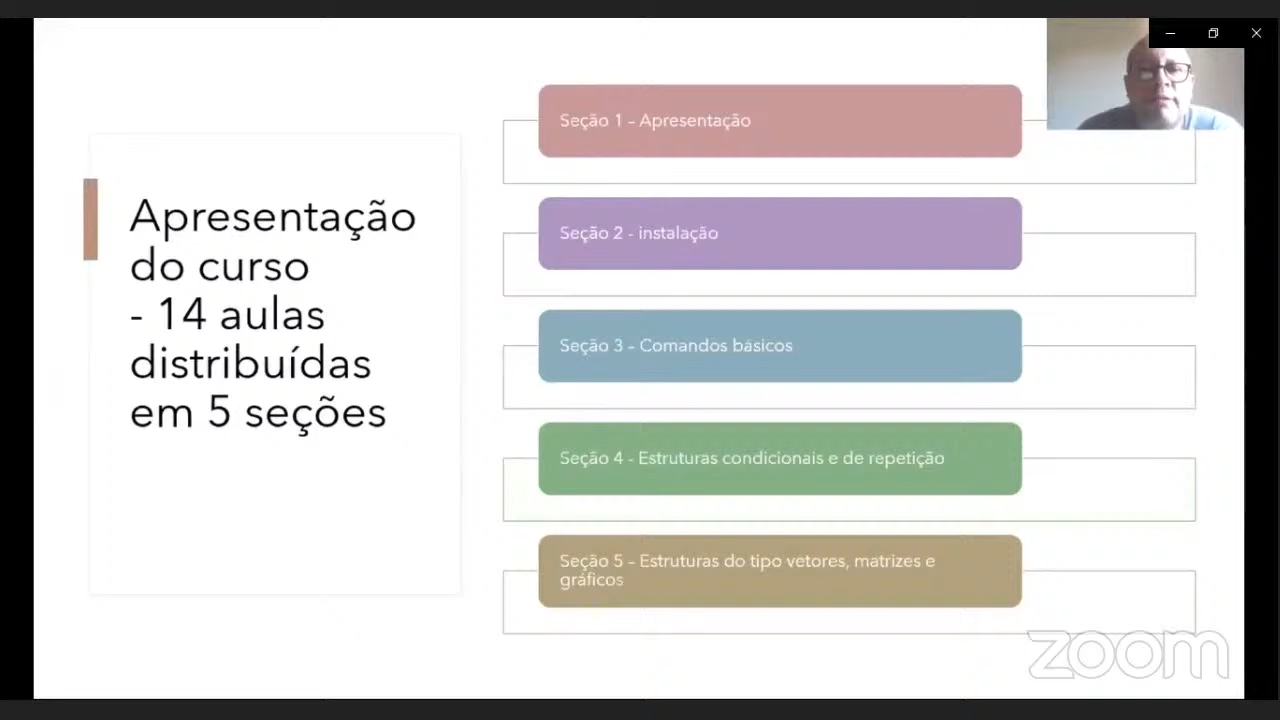 Apresentação
do curso
- 14 aulas
distribuídas
em 5 seções
Seção 1 – Apresentação
Seção 2 - instalação
Seção 3 – Comandos básicos
Seção 4 - Estruturas condicionais e de repetição
Seção 5 – Estruturas do tipo vetores, matrizes e
gráficos
zoom